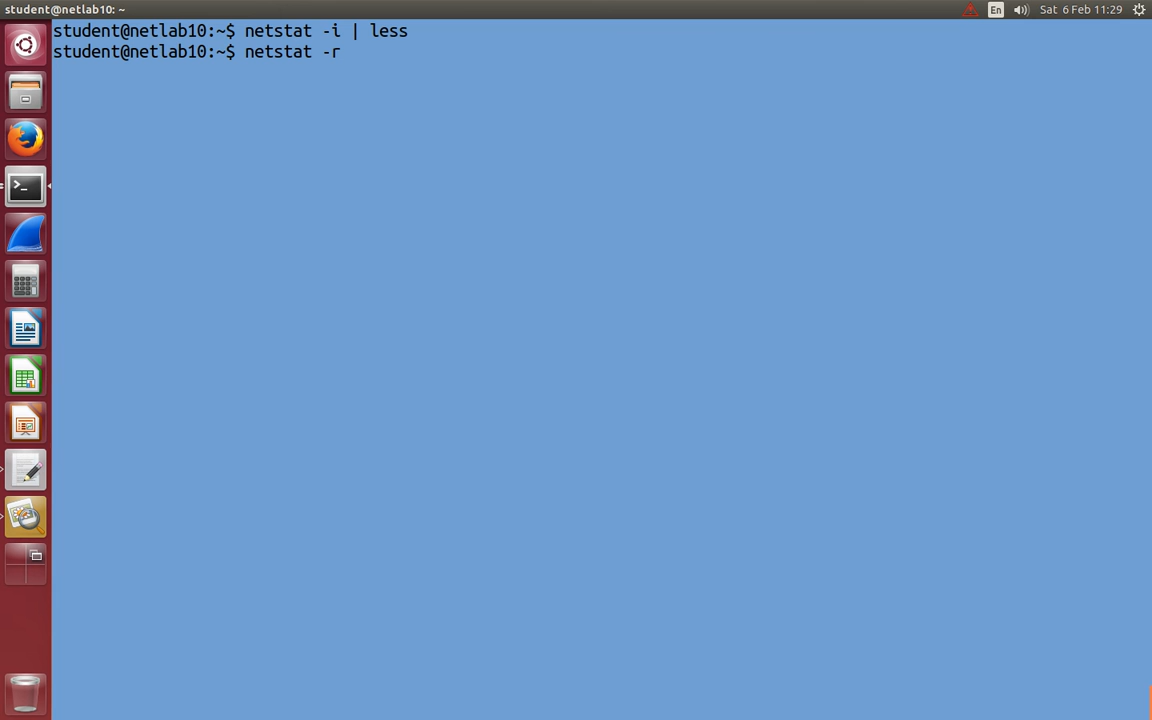 student@netlab10: ~
En
Sat 6 Feb 11:29
student@netlab10:~$ netstat -i | less
student@netlab10:~$ netstat -r
>_